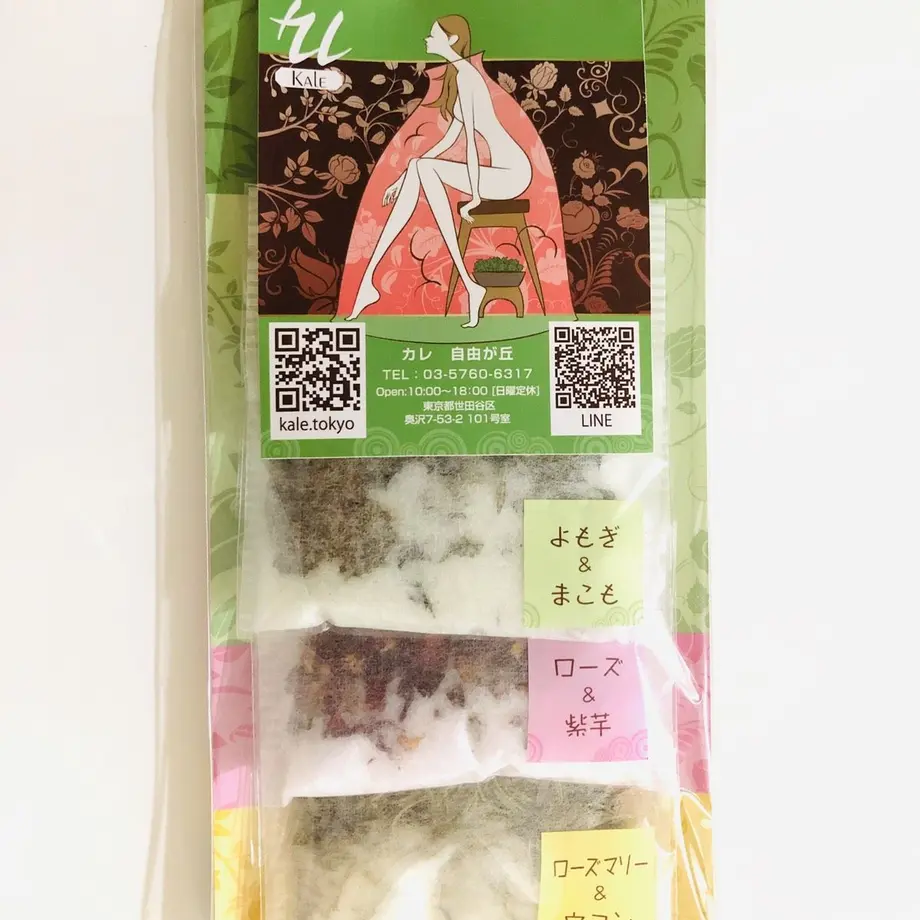 カレ
KALE
カレ 自由が丘
TEL：03-5760-6317
Open:10:00〜18:00 [日曜定休]
東京都世田谷区
奥沢7-53-2 101号室
kale.tokyo
LINE
よもぎ
&
まこも
ローズ
&
紫芋
ローズマリー
&
ウコン